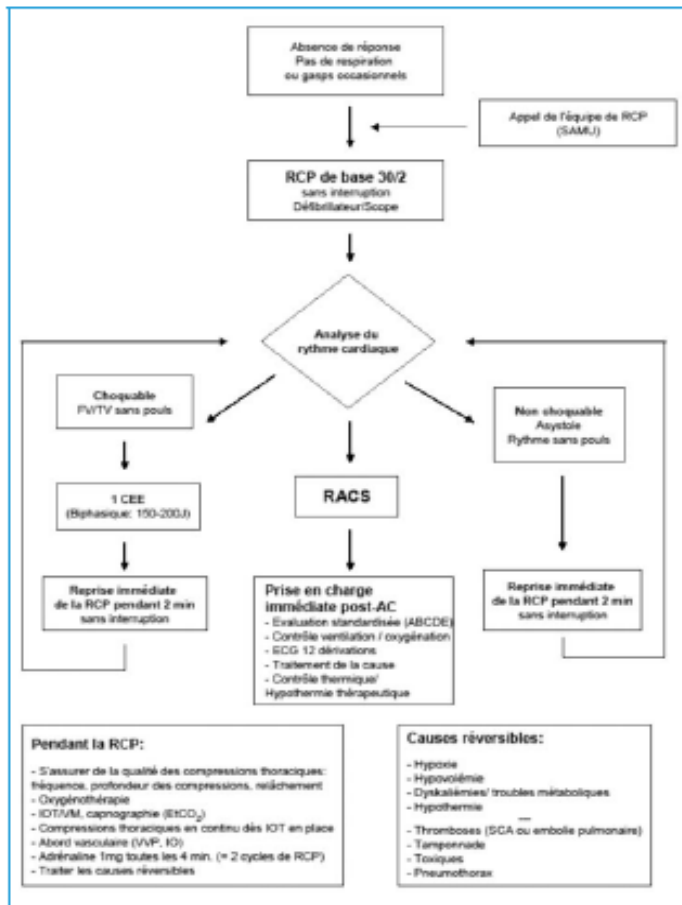 Absence de réponse
Pas de respiration
ou gasps occasionnels
Appel de l'équipe de RCP
(SAMU)
RCP de base 30/2
sans interruption
Défibrillateur/Scope
Analyse du
rythme cardiaque
Choquable
FV/TV sans pouls
Non choquable
Asystole
Rythme sans pouls
1 CEE
(Biphasique: 150-200J)
RACS
Reprise immédiate
de la RCP pendant 2 min
sans interruption
Prise en charge
immédiate post-AC
- Evaluation standardisée (ABCDE)
- Contrôle ventilation / oxygénation
- ECG 12 dérivations
- Traitement de la cause
- Contrôle thermique/
Hypothermie thérapeutique
Reprise immédiate
de la RCP pendant 2 min
sans interruption
Pendant la RCP:
- S'assurer de la qualité des compressions thoraciques:
fréquence, profondeur des compressions, relâchement
- Oxygénothérapie
- IOT/VM, capnographie (EtCO₂)
- Compressions thoraciques en continu dès IOT en place
- Abord vasculaire (VVP, IO)
- Adrénaline 1mg toutes les 4 min. (= 2 cycles de RCP)
- Traiter les causes réversibles
Causes réversibles:
- Hypoxie
- Hypovolémie
- Dyskaliémies/ troubles métaboliques
- Hypothermie
—
- Thromboses (SCA ou embolie pulmonaire)
- Tamponnade
- Toxiques
- Pneumothorax